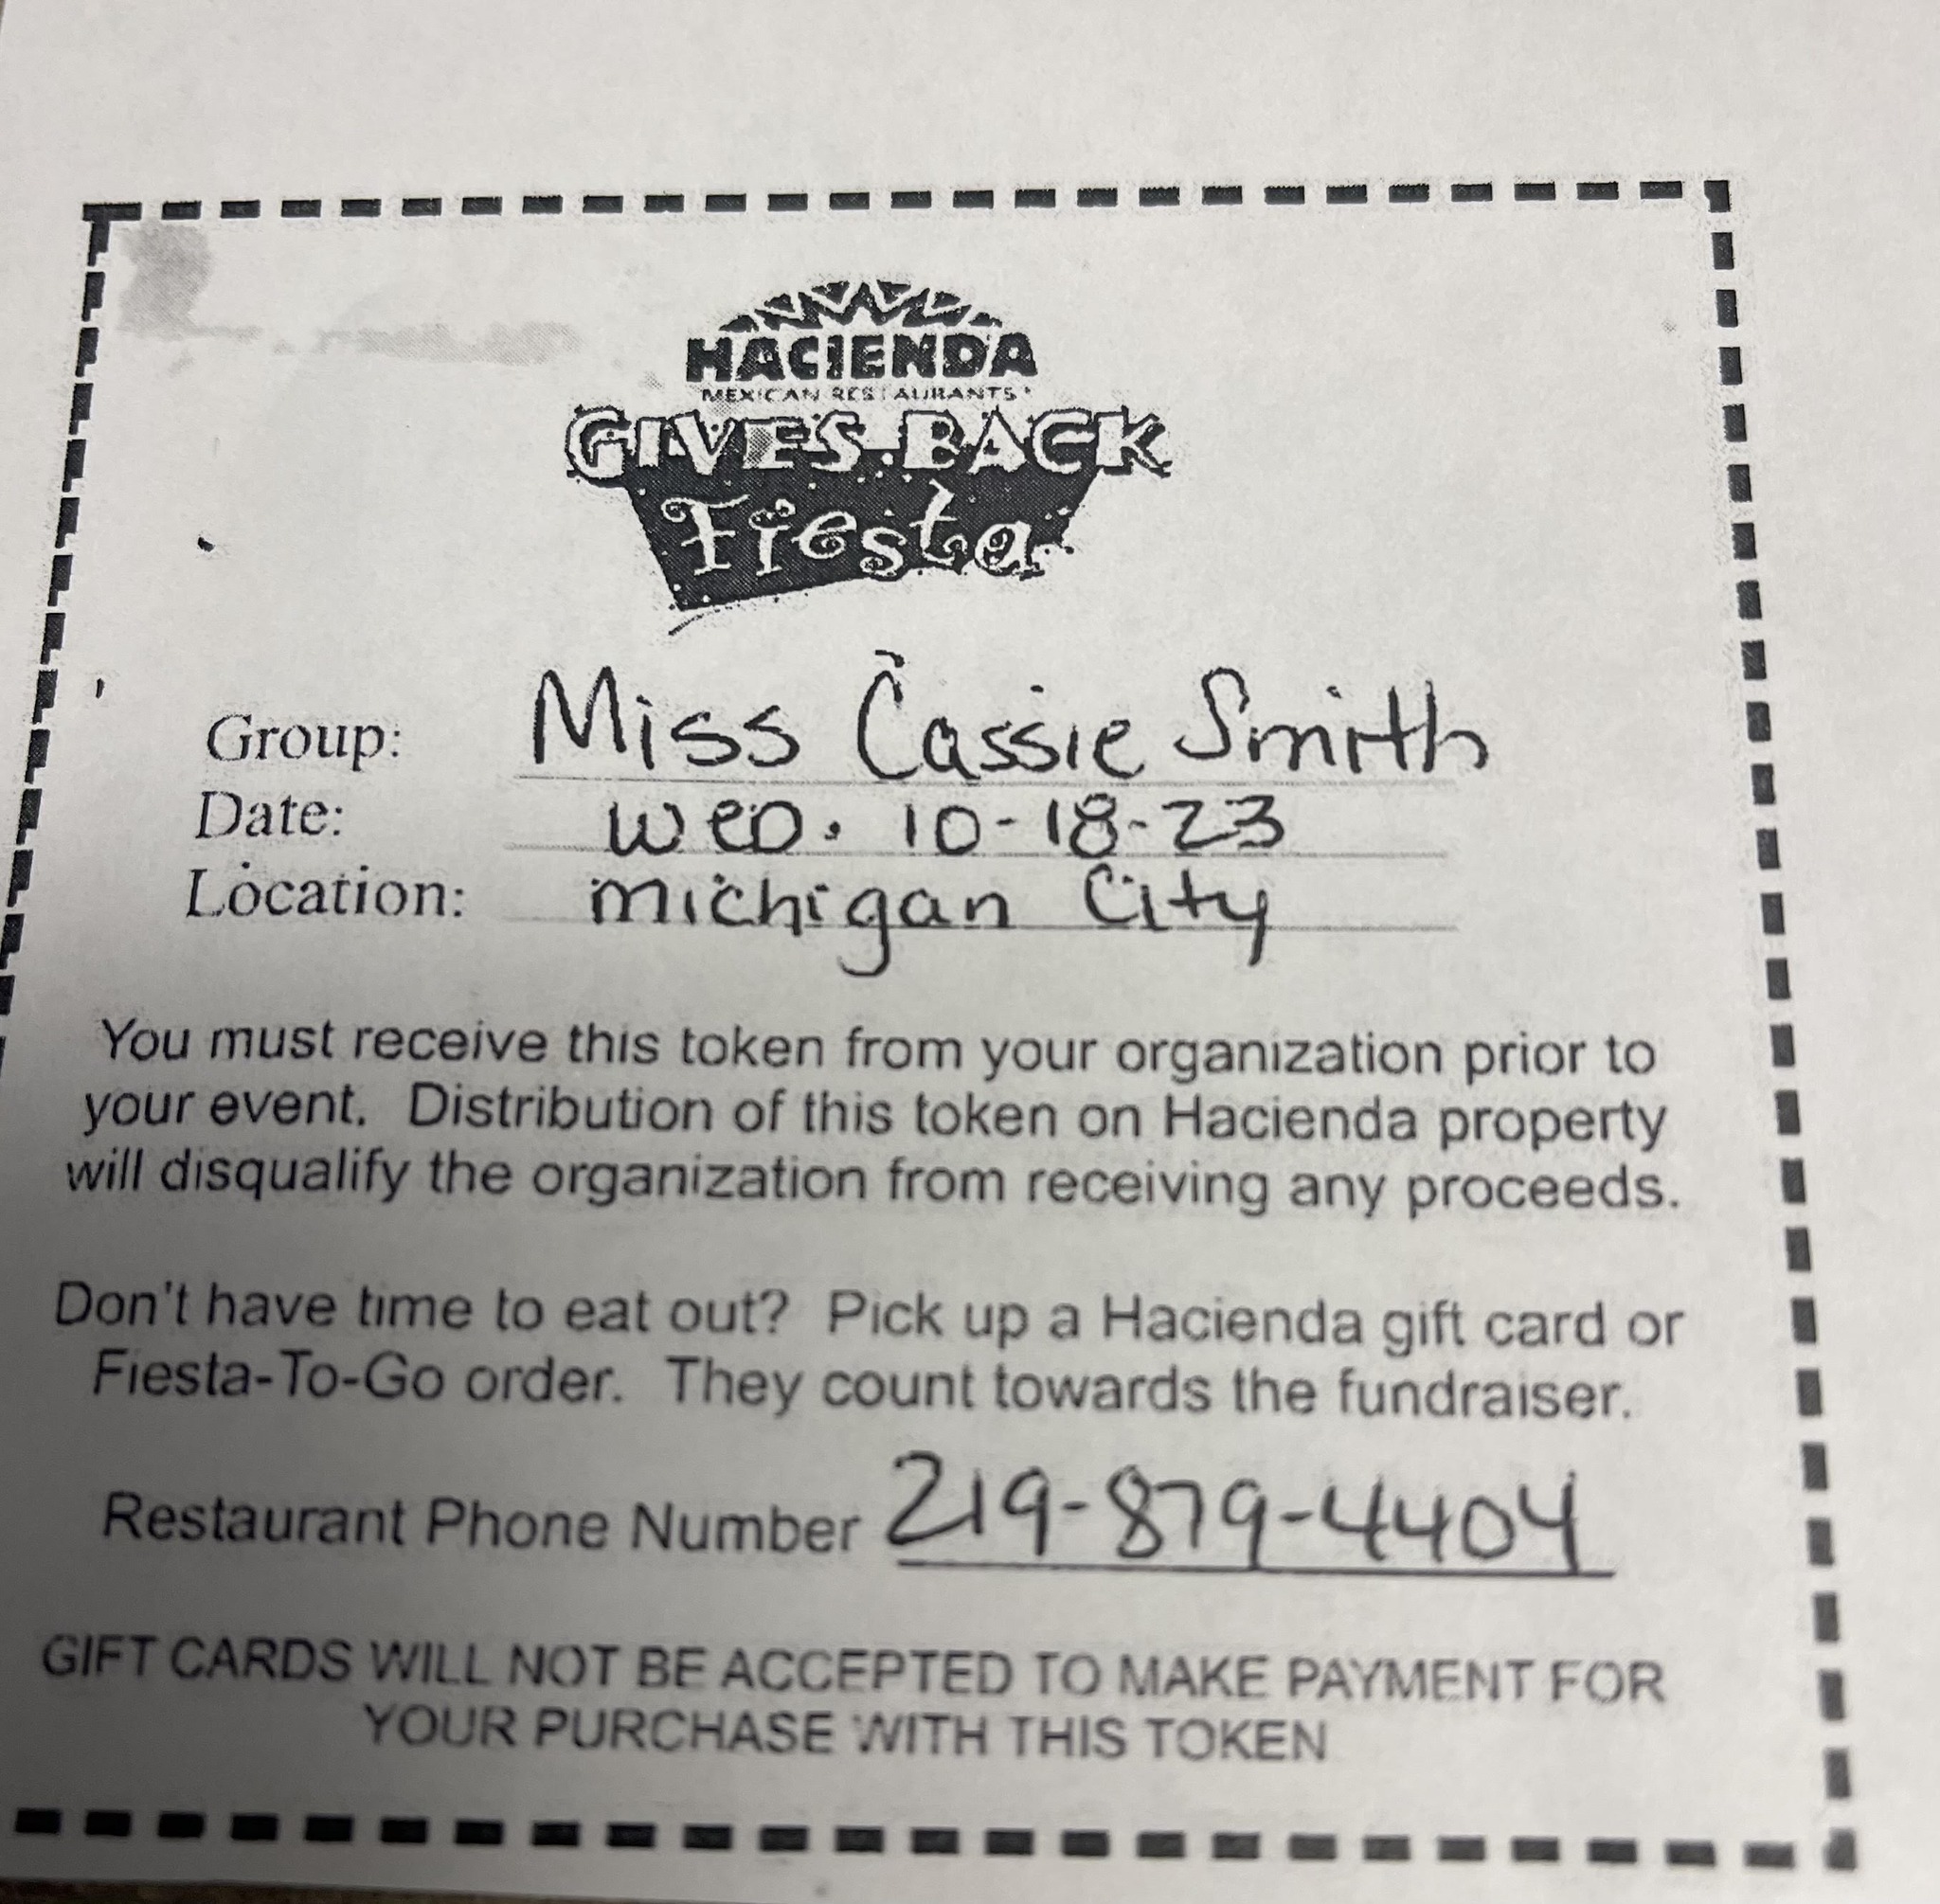 HACIENDA
MEXICAN RESTAURANTS
GIVES BACK
Fiesta
Group: Miss Cassie Smith
Date: Wed. 10-18-23
Location: Michigan City
You must receive this token from your organization prior to
your event. Distribution of this token on Hacienda property
will disqualify the organization from receiving any proceeds.
Don't have time to eat out? Pick up a Hacienda gift card or
Fiesta-To-Go order. They count towards the fundraiser.
Restaurant Phone Number 219-879-4404
GIFT CARDS WILL NOT BE ACCEPTED TO MAKE PAYMENT FOR
YOUR PURCHASE WITH THIS TOKEN